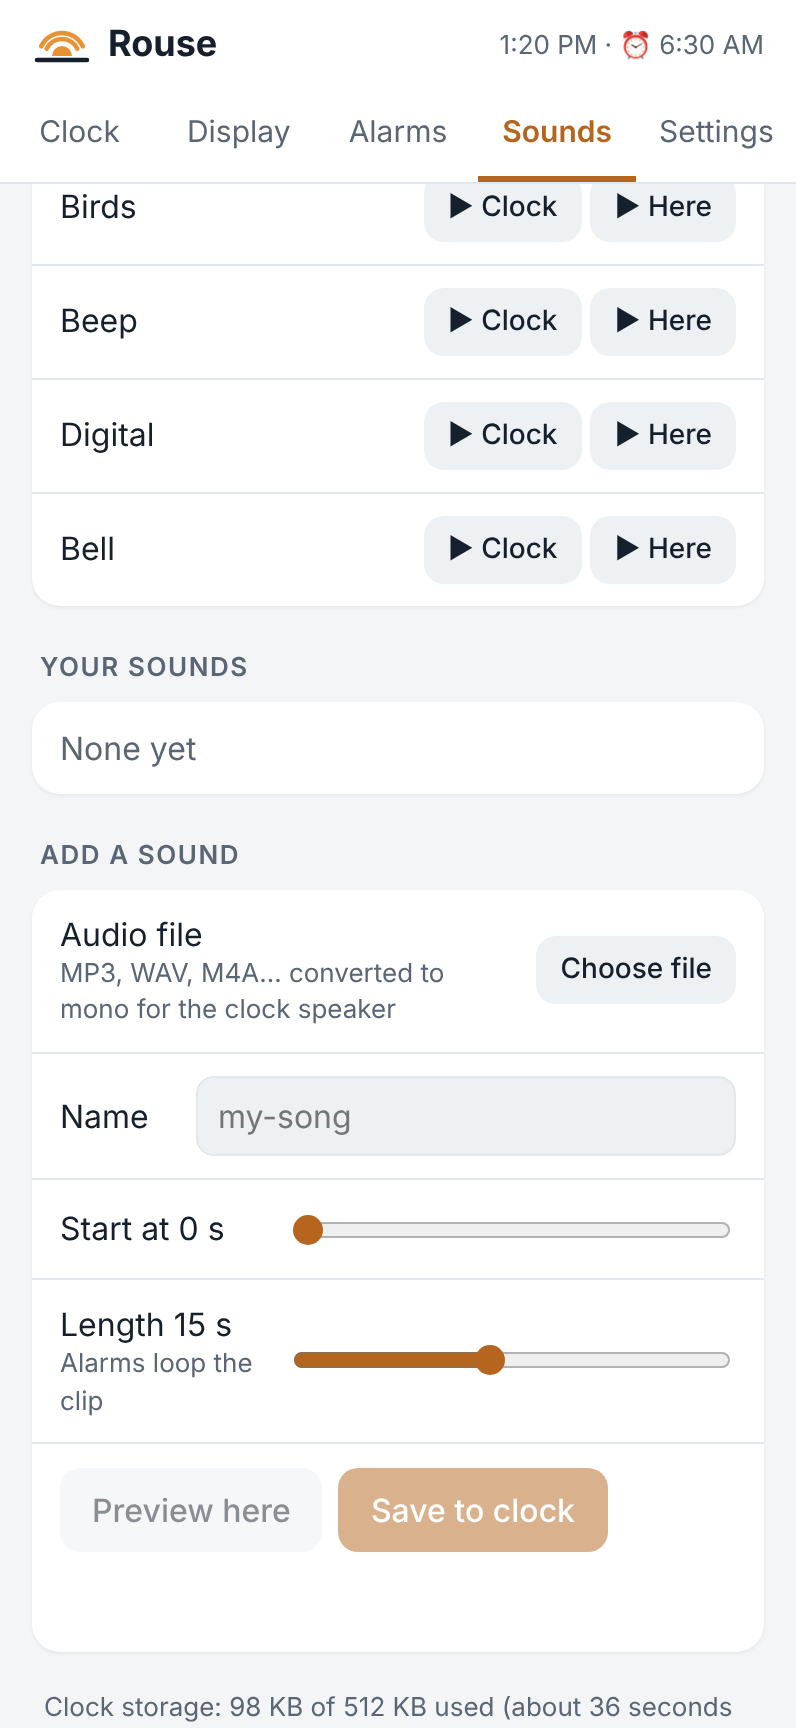 Rouse
1:20 PM · ⏰ 6:30 AM
Clock Display Alarms Sounds Settings
Birds ▶ Clock ▶ Here
Beep ▶ Clock ▶ Here
Digital ▶ Clock ▶ Here
Bell ▶ Clock ▶ Here
YOUR SOUNDS
None yet
ADD A SOUND
Audio file
MP3, WAV, M4A... converted to
mono for the clock speaker
Choose file
Name my-song
Start at 0 s
Length 15 s
Alarms loop the
clip
Preview here Save to clock
Clock storage: 98 KB of 512 KB used (about 36 seconds